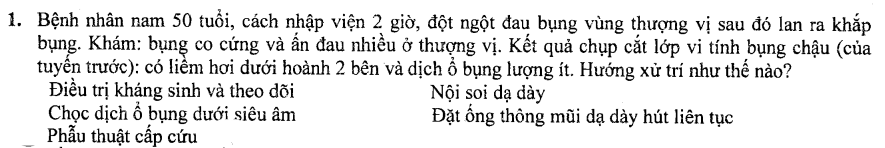 1. Bệnh nhân nam 50 tuổi, cách nhập viện 2 giờ, đột ngột đau bụng vùng thượng vị sau đó lan ra khắp
bụng. Khám: bụng co cứng và ấn đau nhiều ở thượng vị. Kết quả chụp cắt lớp vi tính bụng chậu (của
tuyến trước): có liềm hơi dưới hoành 2 bên và dịch ổ bụng lượng ít. Hướng xử trí như thế nào?
Điều trị kháng sinh và theo dõi Nội soi dạ dày
Chọc dịch ổ bụng dưới siêu âm Đặt ống thông mũi dạ dày hút liên tục
Phẫu thuật cấp cứu